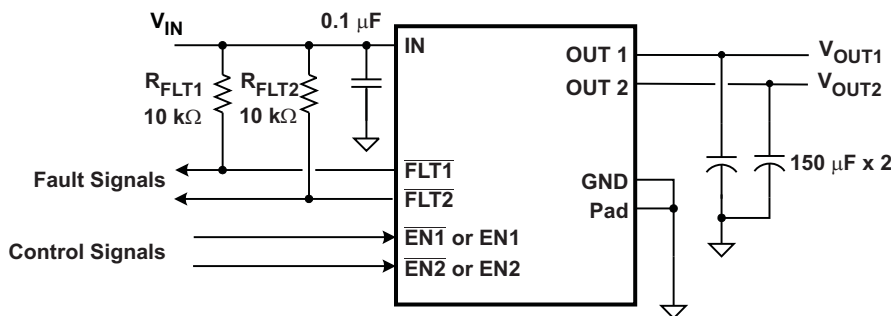 VIN
0.1 μF
IN
RFLT1
10 kΩ
RFLT2
10 kΩ
OUT 1
VOUT1
OUT 2
VOUT2
150 μF x 2
Fault Signals
FLT1
FLT2
GND
Pad
Control Signals
EN1 or EN1
EN2 or EN2